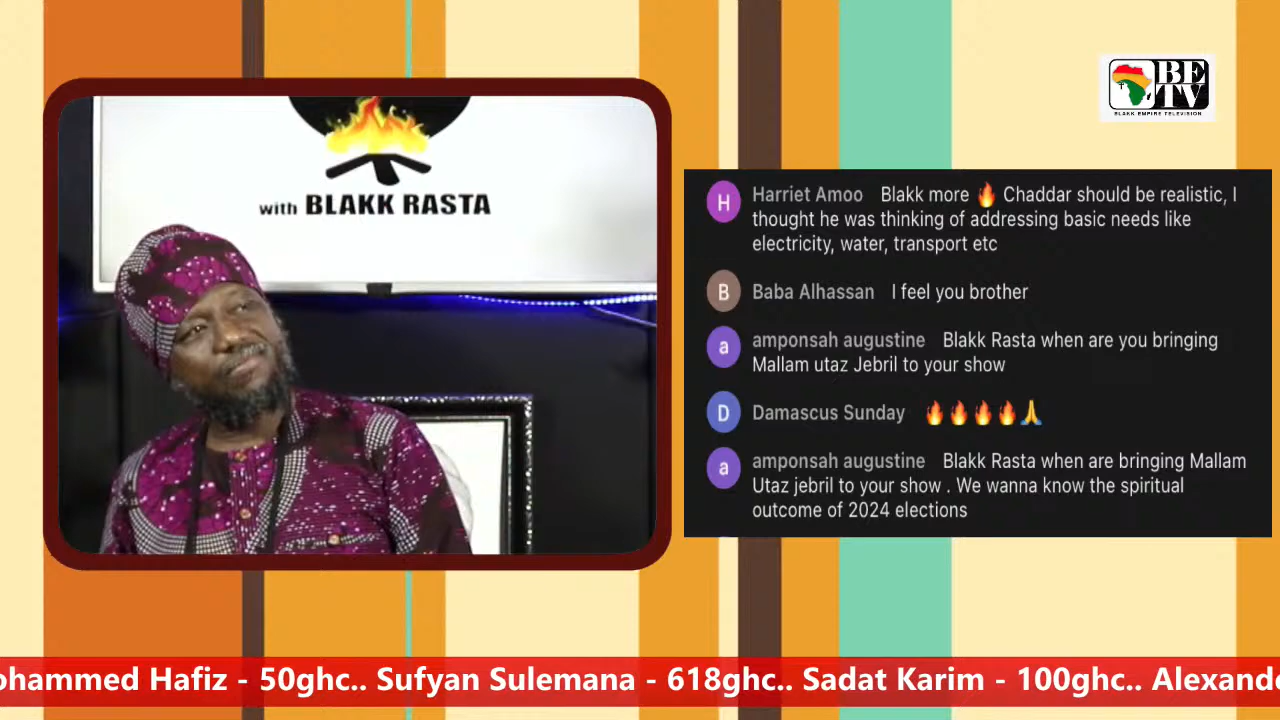 BE
TV
BLAKK EMPIRE TELEVISION
with BLAKK RASTA
H
Harriet Amoo Blakk more 🔥 Chaddar should be realistic, I
thought he was thinking of addressing basic needs like
electricity, water, transport etc
B
Baba Alhassan I feel you brother
a
amponsah augustine Blakk Rasta when are you bringing
Mallam utaz Jebril to your show
D
Damascus Sunday 🔥🔥🔥🔥🙏
a
amponsah augustine Blakk Rasta when are bringing Mallam
Utaz jebril to your show . We wanna know the spiritual
outcome of 2024 elections
ohammed Hafiz - 50ghc.. Sufyan Sulemana - 618ghc.. Sadat Karim - 100ghc.. Alexand